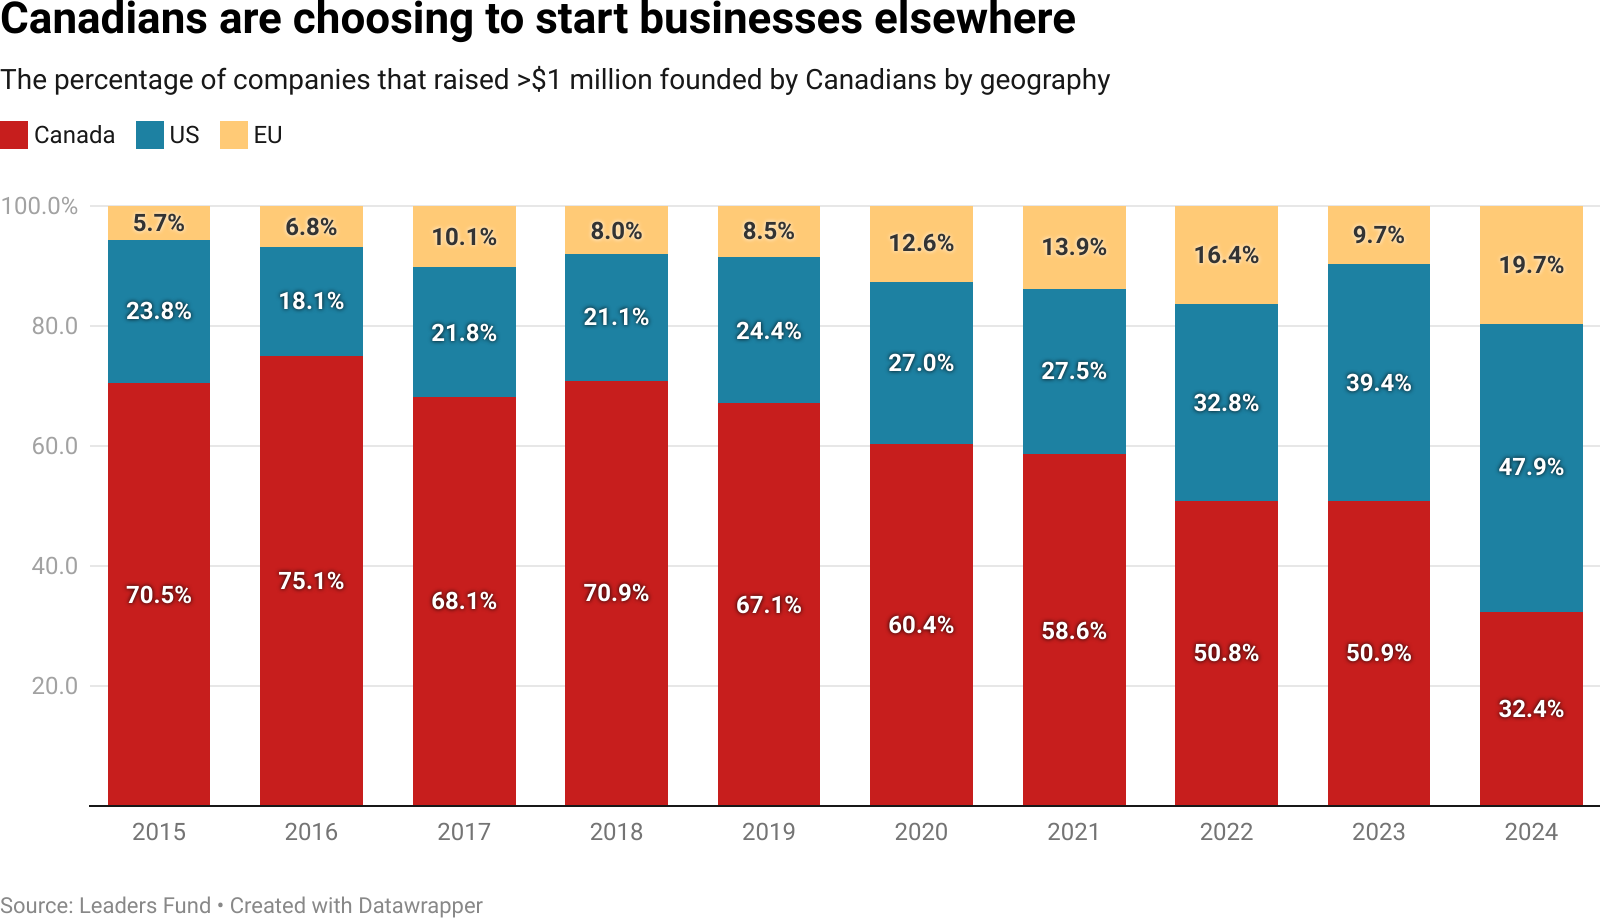 Canadians are choosing to start businesses elsewhere
The percentage of companies that raised >$1 million founded by Canadians by geography
Canada US EU
100.0% 5.7% 6.8% 10.1% 8.0% 8.5% 12.6% 13.9% 16.4% 9.7% 19.7%
80.0 23.8% 18.1% 21.8% 21.1% 24.4% 27.0% 27.5% 32.8% 39.4% 47.9%
60.0
40.0 70.5% 75.1% 68.1% 70.9% 67.1% 60.4% 58.6% 50.8% 50.9% 32.4%
20.0
2015 2016 2017 2018 2019 2020 2021 2022 2023 2024
Source: Leaders Fund • Created with Datawrapper